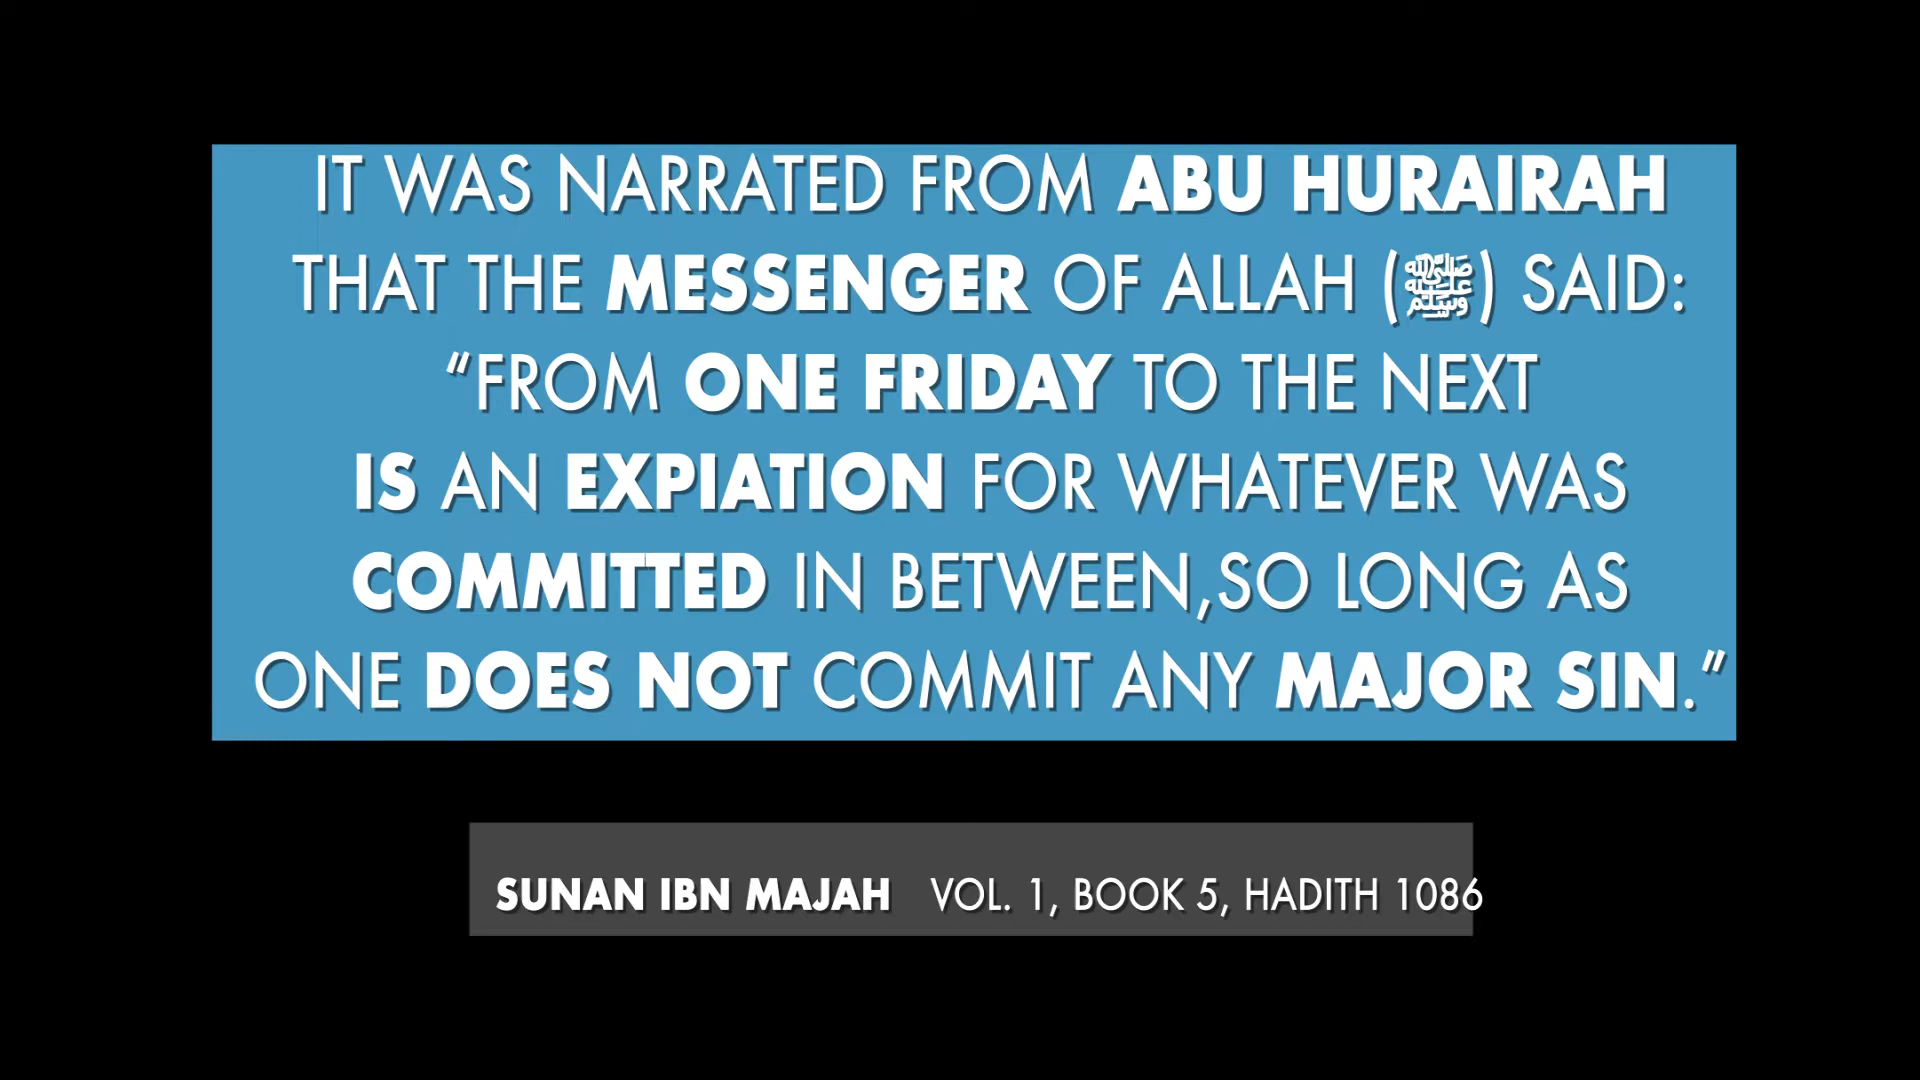 IT WAS NARRATED FROM ABU HURAIRAH
THAT THE MESSENGER OF ALLAH (ﷺ) SAID:
“FROM ONE FRIDAY TO THE NEXT
IS AN EXPIATION FOR WHATEVER WAS
COMMITTED IN BETWEEN,SO LONG AS
ONE DOES NOT COMMIT ANY MAJOR SIN.”
SUNAN IBN MAJAH VOL. 1, BOOK 5, HADITH 1086